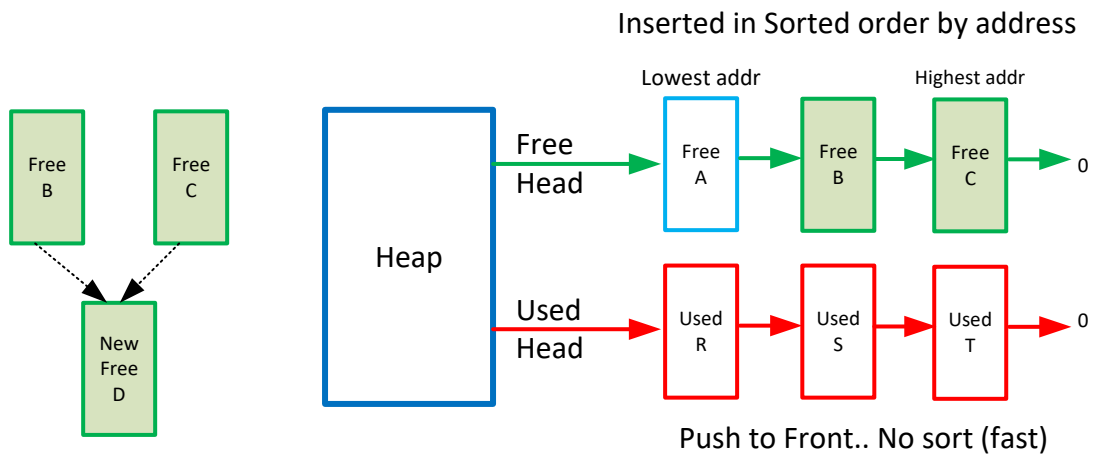 Inserted in Sorted order by address
Lowest addr
Highest addr
Free
B
Free
C
Heap
Free
Head
Free
A
Free
B
Free
C
0
New
Free
D
Used
Head
Used
R
Used
S
Used
T
0
Push to Front.. No sort (fast)